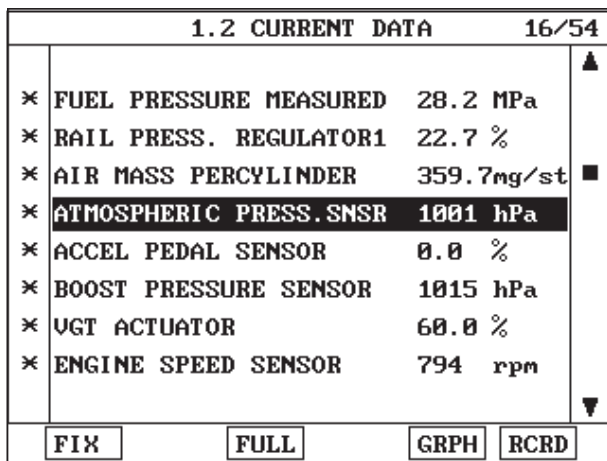 1.2 CURRENT DATA 16/54
* FUEL PRESSURE MEASURED 28.2 MPa
* RAIL PRESS. REGULATOR1 22.7 %
* AIR MASS PERCYLINDER 359.7mg/st
* ATMOSPHERIC PRESS.SNSR 1001 hPa
* ACCEL PEDAL SENSOR 0.0 %
* BOOST PRESSURE SENSOR 1015 hPa
* VGT ACTUATOR 60.0 %
* ENGINE SPEED SENSOR 794 rpm
FIX FULL GRPH RCRD